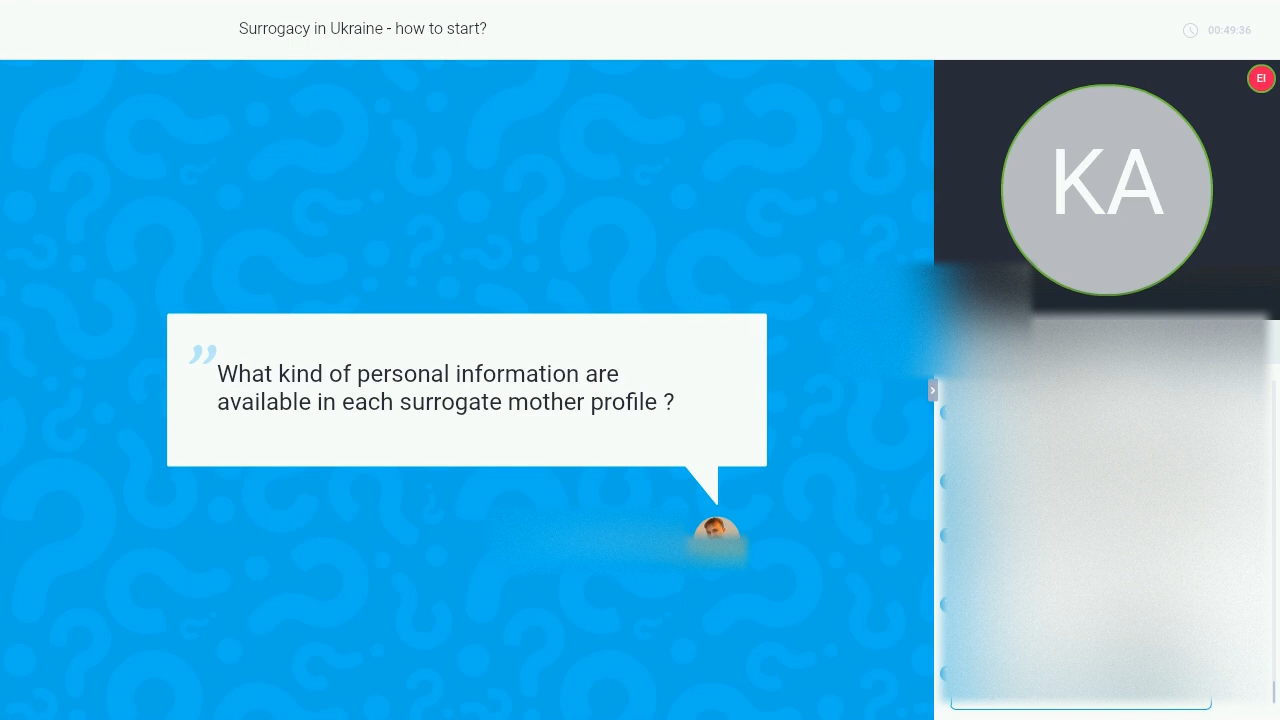 Surrogacy in Ukraine - how to start?
00:49:36
EI
KA
” What kind of personal information are
available in each surrogate mother profile ?